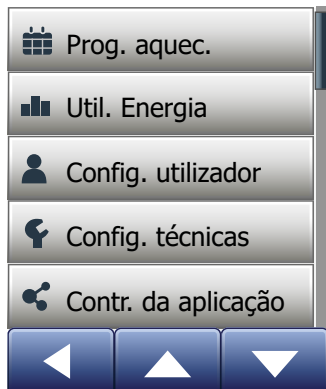 Prog. aquec.
Util. Energia
Config. utilizador
Config. técnicas
Contr. da aplicação